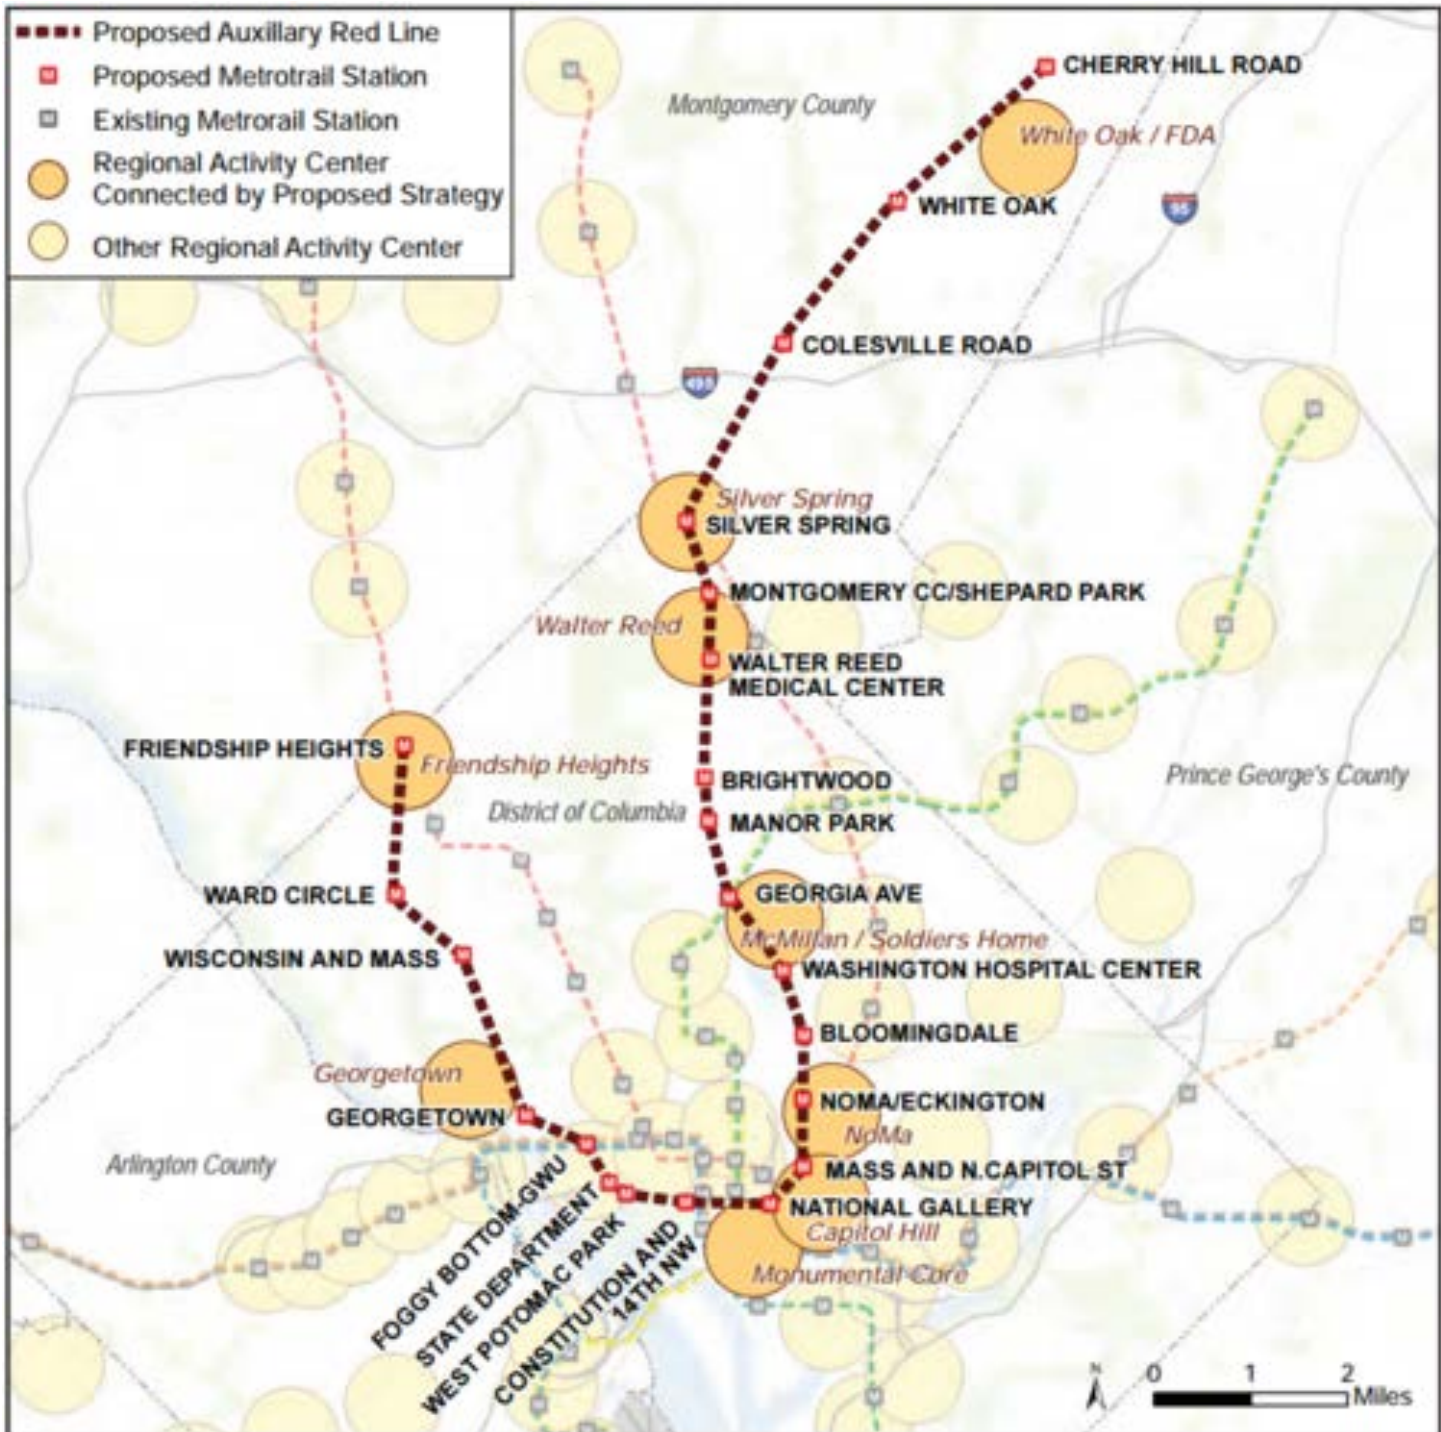 Proposed Auxillary Red Line
Proposed Metrotrail Station
Existing Metrorail Station
Regional Activity Center
Connected by Proposed Strategy
Other Regional Activity Center
CHERRY HILL ROAD
Montgomery County
White Oak / FDA
WHITE OAK
95
COLESVILLE ROAD
495
Silver Spring
SILVER SPRING
MONTGOMERY CC/SHEPARD PARK
Walter Reed
WALTER REED
MEDICAL CENTER
FRIENDSHIP HEIGHTS
Friendship Heights
BRIGHTWOOD
Prince George's County
District of Columbia
MANOR PARK
WARD CIRCLE
GEORGIA AVE
McMillan / Soldiers Home
WISCONSIN AND MASS
WASHINGTON HOSPITAL CENTER
BLOOMINGDALE
Georgetown
GEORGETOWN
NOMA/ECKINGTON
NoMa
Arlington County
MASS AND N.CAPITOL ST
NATIONAL GALLERY
Capitol Hill
Monumental Core
FOGGY BOTTOM-GWU
STATE DEPARTMENT
WEST POTOMAC PARK
CONSTITUTION AND
14TH NW
N
0 1 2
Miles